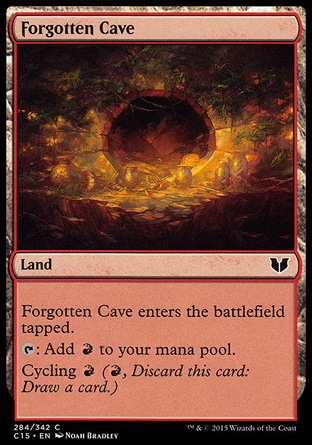 Forgotten Cave
Land
Forgotten Cave enters the battlefield
tapped.
: Add to your mana pool.
Cycling (, Discard this card:
Draw a card.)
284/342 C
C15 • EN Noah Bradley
™ & © 2015 Wizards of the Coast